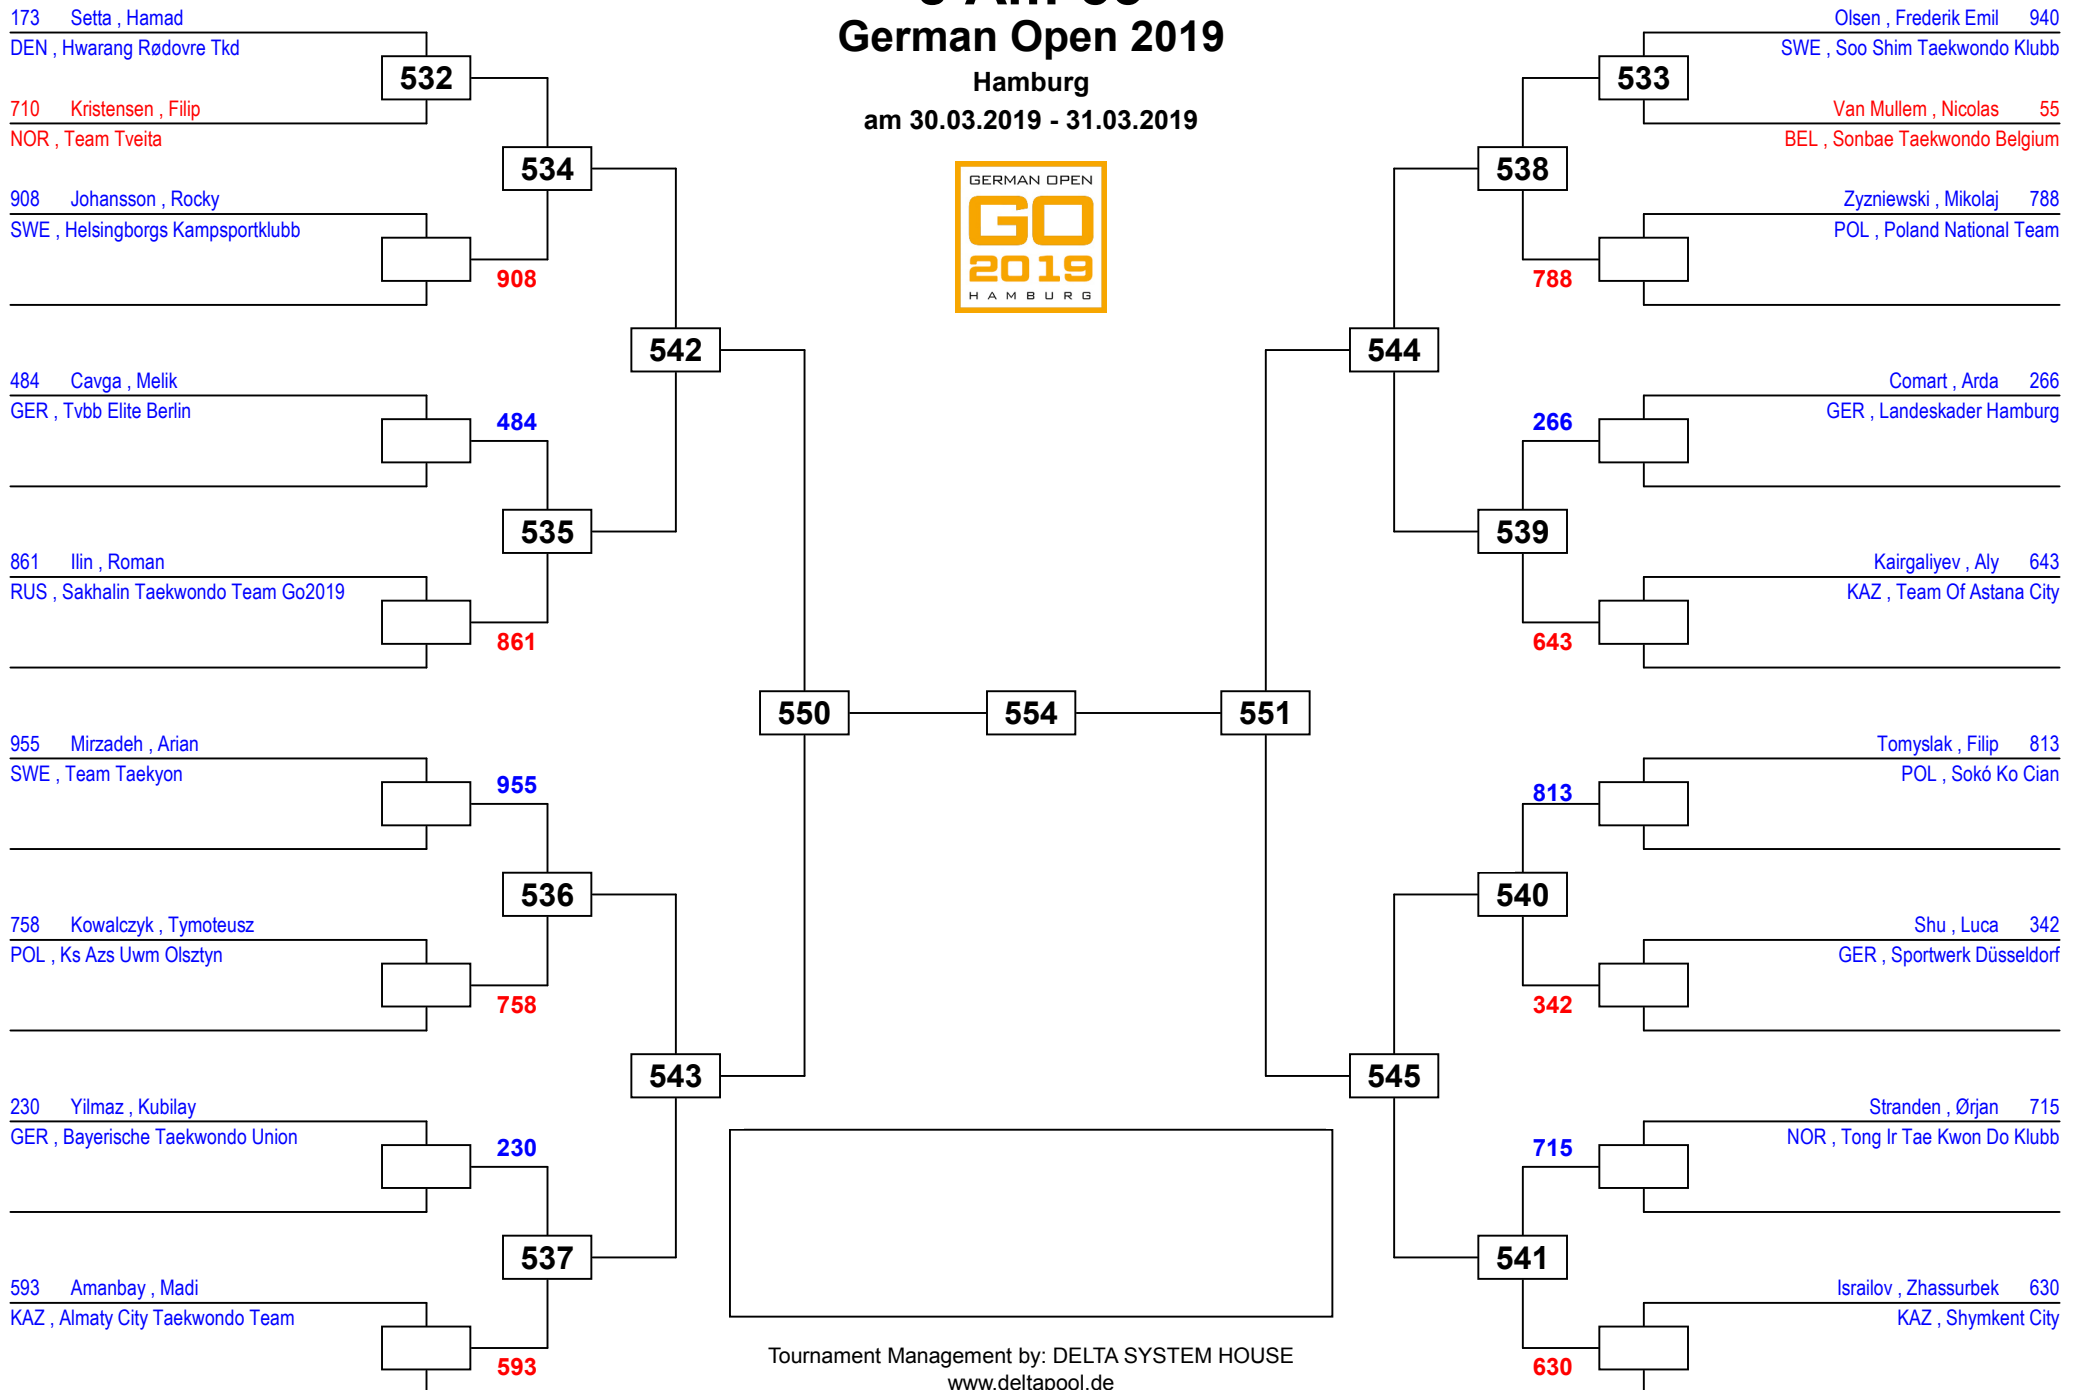 German Open 2019
Hamburg
am 30.03.2019 - 31.03.2019
GERMAN OPEN
GO
2019
HAMBURG
173 Setta , Hamad
DEN , Hwarang Rødovre Tkd
532
710 Kristensen , Filip
NOR , Team Tveita
534
908 Johansson , Rocky
SWE , Helsingborgs Kampsportklubb
908
542
484 Cavga , Melik
GER , Tvbb Elite Berlin
484
535
861 Ilin , Roman
RUS , Sakhalin Taekwondo Team Go2019
861
550
955 Mirzadeh , Arian
SWE , Team Taekyon
955
536
758 Kowalczyk , Tymoteusz
POL , Ks Azs Uwm Olsztyn
758
543
230 Yilmaz , Kubilay
GER , Bayerische Taekwondo Union
230
537
593 Amanbay , Madi
KAZ , Almaty City Taekwondo Team
593
554
Olsen , Frederik Emil 940
SWE , Soo Shim Taekwondo Klubb
533
Van Mullem , Nicolas 55
BEL , Sonbae Taekwondo Belgium
538
Zyzniewski , Mikolaj 788
POL , Poland National Team
788
544
Comart , Arda 266
GER , Landeskader Hamburg
266
539
Kairgaliyev , Aly 643
KAZ , Team Of Astana City
643
551
Tomyslak , Filip 813
POL , Sokó Ko Cian
813
540
Shu , Luca 342
GER , Sportwerk Düsseldorf
342
545
Stranden , Ørjan 715
NOR , Tong Ir Tae Kwon Do Klubb
715
541
Israilov , Zhassurbek 630
KAZ , Shymkent City
630
Tournament Management by: DELTA SYSTEM HOUSE
www.deltapool.de